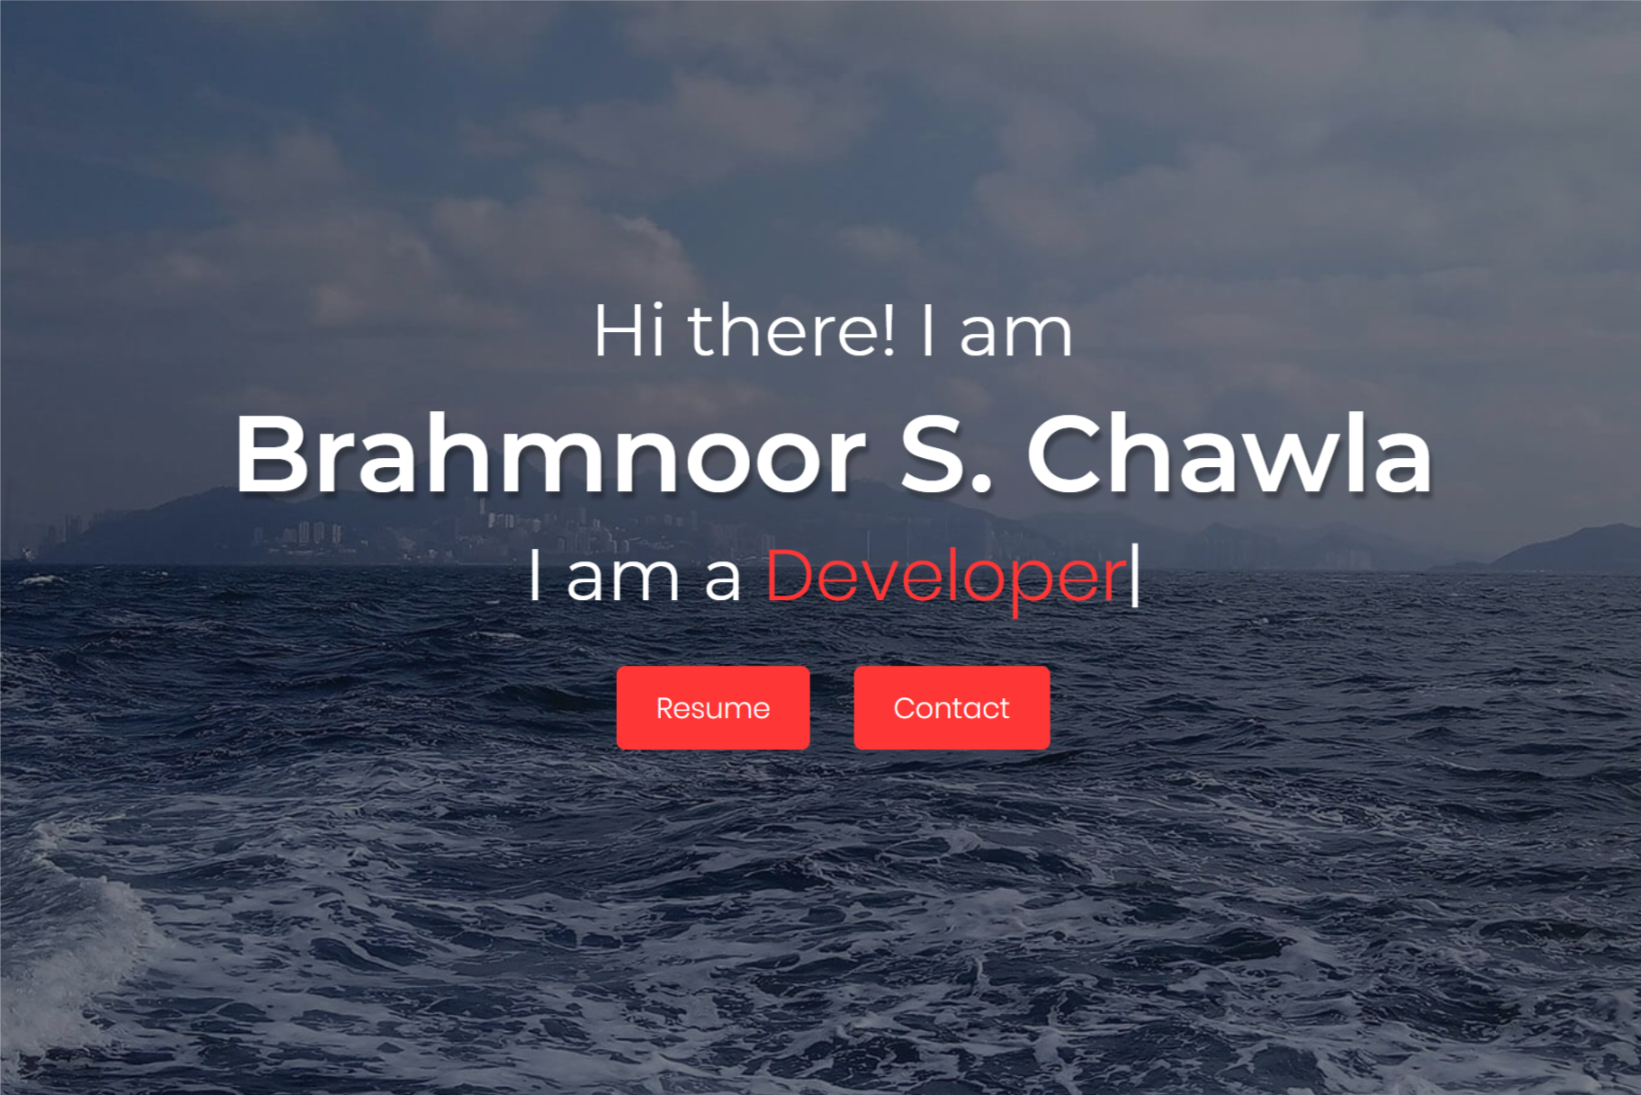 Hi there! I am
Brahmnoor S. Chawla
I am a Developer|
Resume Contact